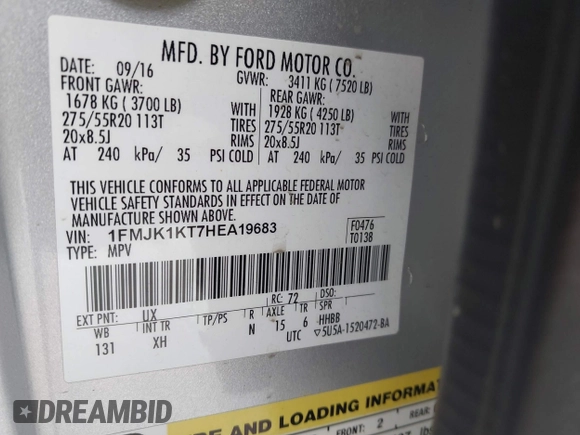 MFD. BY FORD MOTOR CO.
DATE: 09/16 GVWR: 3411 KG ( 7520 LB)
FRONT GAWR: REAR GAWR:
1678 KG ( 3700 LB) WITH 1928 KG ( 4250 LB) WITH
275/55R20 113T TIRES 275/55R20 113T TIRES
20x8.5J RIMS 20x8.5J RIMS
AT 240 kPa/ 35 PSI COLD AT 240 kPa/ 35 PSI COLD
THIS VEHICLE CONFORMS TO ALL APPLICABLE FEDERAL MOTOR
VEHICLE SAFETY STANDARDS IN EFFECT ON THE DATE OF
MANUFACTURE SHOWN ABOVE.
VIN: 1FMJK1KT7HEA19683 F0476
TYPE: MPV T0138
EXT PNT: UX RC: 72 DSO:
WB INT TR TP/PS R AXLE TR SPR
131 XH N 15 6 HHBB
UTC ▽5U5A-1520472-BA
RE AND LOADING INFORMAT
FRONT: 2 REAR:
DREAMBID